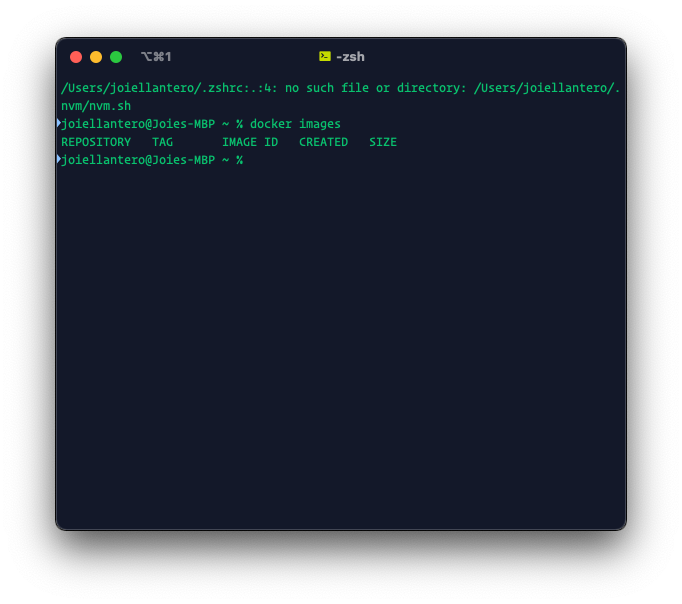 ⌥⌘1
-zsh
/Users/joiellantero/.zshrc:.:4: no such file or directory: /Users/joiellantero/.
nvm/nvm.sh
joiellantero@Joies-MBP ~ % docker images
REPOSITORY   TAG       IMAGE ID   CREATED   SIZE
joiellantero@Joies-MBP ~ %